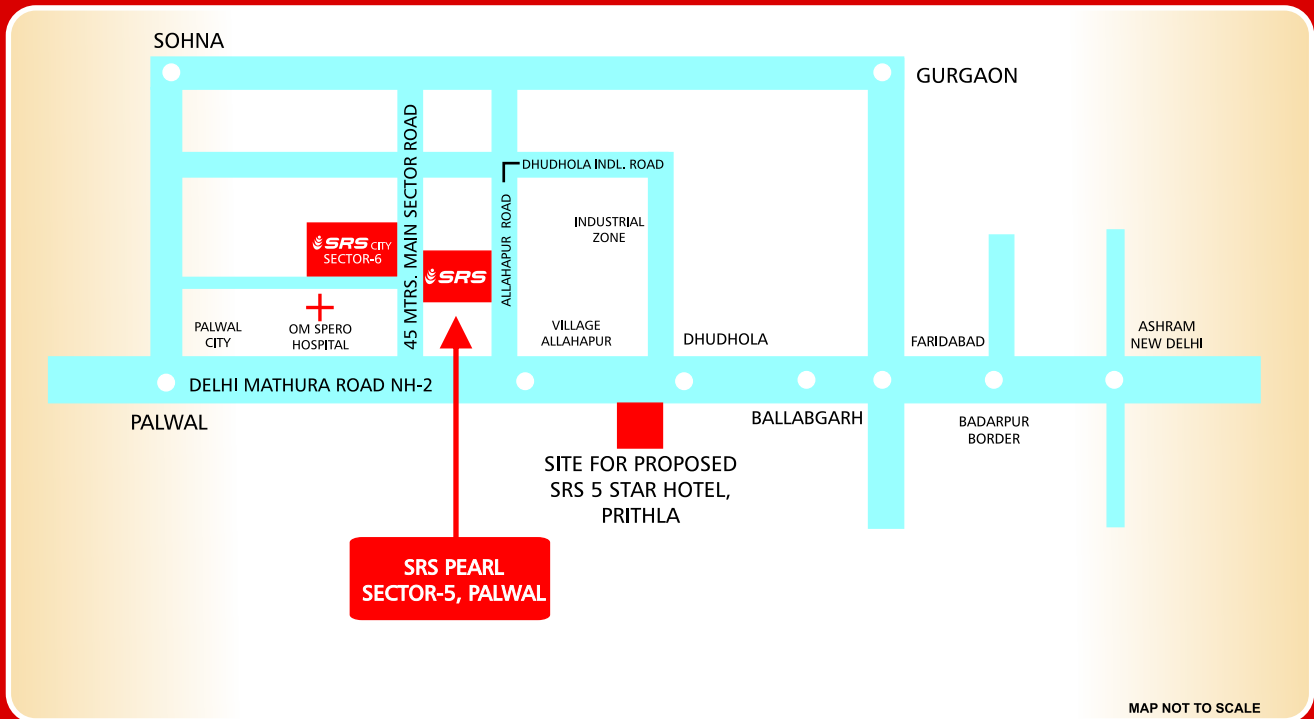 SOHNA
GURGAON
45 MTRS. MAIN SECTOR ROAD
DHUDHOLA INDL. ROAD
ALLAHAPUR ROAD
INDUSTRIAL
ZONE
SRS CITY
SECTOR-6
SRS
PALWAL
CITY
OM SPERO
HOSPITAL
VILLAGE
ALLAHAPUR
DHUDHOLA
FARIDABAD
ASHRAM
NEW DELHI
DELHI MATHURA ROAD NH-2
PALWAL
BALLABGARH
BADARPUR
BORDER
SITE FOR PROPOSED
SRS 5 STAR HOTEL,
PRITHLA
SRS PEARL
SECTOR-5, PALWAL
MAP NOT TO SCALE